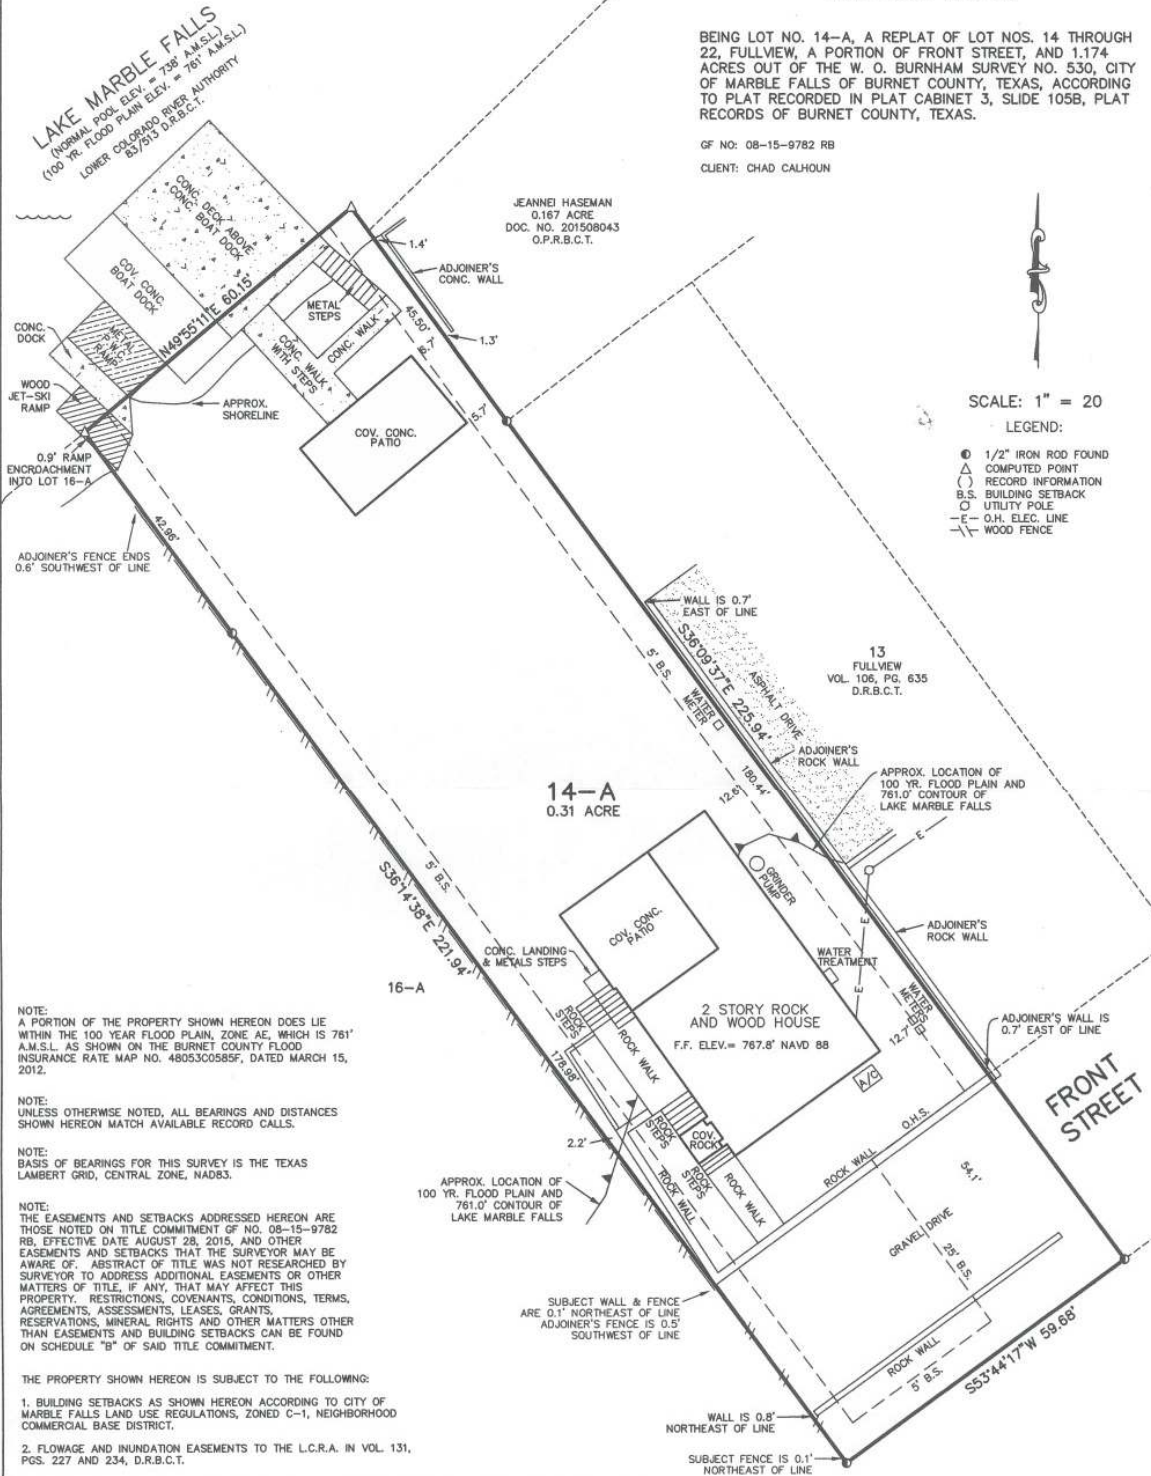 LAKE MARBLE FALLS
(NORMAL POOL ELEV. = 738' A.M.S.L)
(100 YR. FLOOD PLAIN ELEV. = 761' A.M.S.L)
LOWER COLORADO RIVER AUTHORITY
83/513 D.R.B.C.T.
BEING LOT NO. 14-A, A REPLAT OF LOT NOS. 14 THROUGH
22, FULLVIEW, A PORTION OF FRONT STREET, AND 1.174
ACRES OUT OF THE W. O. BURNHAM SURVEY NO. 530, CITY
OF MARBLE FALLS OF BURNET COUNTY, TEXAS, ACCORDING
TO PLAT RECORDED IN PLAT CABINET 3, SLIDE 105B, PLAT
RECORDS OF BURNET COUNTY, TEXAS.
GF NO: 08-15-9782 RB
CLIENT: CHAD CALHOUN
JEANNEI HASEMAN
0.167 ACRE
DOC. NO. 201508043
O.P.R.B.C.T.
CONC. DECK ABOVE
CONC. BOAT DOCK
COV. CONC.
BOAT DOCK
N49°55'11"E 60.15'
METAL
P.W.C.
RAMP
CONC.
DOCK
WOOD
JET-SKI
RAMP
0.9' RAMP
ENCROACHMENT
INTO LOT 16-A
1.4'
ADJOINER'S
CONC. WALL
METAL
STEPS
CONC. WALK
CONC. WALK
WITH STEPS
45.50'
6.7'
1.3'
APPROX.
SHORELINE
COV. CONC.
PATIO
5.7'
SCALE: 1" = 20
LEGEND:
1/2" IRON ROD FOUND
COMPUTED POINT
( ) RECORD INFORMATION
B.S. BUILDING SETBACK
UTILITY POLE
-E- O.H. ELEC. LINE
WOOD FENCE
42.96'
ADJOINER'S FENCE ENDS
0.6' SOUTHWEST OF LINE
WALL IS 0.7'
EAST OF LINE
S36°09'37"E 225.94'
5' B.S.
WATER
METER
ASPHALT DRIVE
13
FULLVIEW
VOL. 106, PG. 635
D.R.B.C.T.
ADJOINER'S
ROCK WALL
APPROX. LOCATION OF
100 YR. FLOOD PLAIN AND
761.0' CONTOUR OF
LAKE MARBLE FALLS
180.44'
12.6'
14-A
0.31 ACRE
5' B.S.
S36°14'38"E 221.94'
16-A
GRINDER
PUMP
E
E
E
ADJOINER'S
ROCK WALL
COV. CONC.
PATIO
WATER
TREATMENT
CONC. LANDING
& METALS STEPS
2 STORY ROCK
AND WOOD HOUSE
F.F. ELEV.= 767.8' NAVD 88
WATER
METERS
12.7'
ADJOINER'S WALL IS
0.7' EAST OF LINE
A/C
FRONT
STREET
ROCK
STEPS
ROCK WALK
178.98'
2.2'
ROCK
STEPS
COV.
ROCK
ROCK
STEPS
ROCK WALK
ROCK WALL
O.H.S.
ROCK WALL
54.1'
GRAVEL DRIVE
25' B.S.
APPROX. LOCATION OF
100 YR. FLOOD PLAIN AND
761.0' CONTOUR OF
LAKE MARBLE FALLS
SUBJECT WALL & FENCE
ARE 0.1' NORTHEAST OF LINE
ADJOINER'S FENCE IS 0.5'
SOUTHWEST OF LINE
ROCK WALL
5' B.S.
S53°44'17"W 59.68'
WALL IS 0.8'
NORTHEAST OF LINE
SUBJECT FENCE IS 0.1'
NORTHEAST OF LINE
NOTE:
A PORTION OF THE PROPERTY SHOWN HEREON DOES LIE
WITHIN THE 100 YEAR FLOOD PLAIN, ZONE AE, WHICH IS 761'
A.M.S.L. AS SHOWN ON THE BURNET COUNTY FLOOD
INSURANCE RATE MAP NO. 48053C0585F, DATED MARCH 15,
2012.
NOTE:
UNLESS OTHERWISE NOTED, ALL BEARINGS AND DISTANCES
SHOWN HEREON MATCH AVAILABLE RECORD CALLS.
NOTE:
BASIS OF BEARINGS FOR THIS SURVEY IS THE TEXAS
LAMBERT GRID, CENTRAL ZONE, NAD83.
NOTE:
THE EASEMENTS AND SETBACKS ADDRESSED HEREON ARE
THOSE NOTED ON TITLE COMMITMENT GF NO. 08-15-9782
RB, EFFECTIVE DATE AUGUST 28, 2015, AND OTHER
EASEMENTS AND SETBACKS THAT THE SURVEYOR MAY BE
AWARE OF. ABSTRACT OF TITLE WAS NOT RESEARCHED BY
SURVEYOR TO ADDRESS ADDITIONAL EASEMENTS OR OTHER
MATTERS OF TITLE, IF ANY, THAT MAY AFFECT THIS
PROPERTY. RESTRICTIONS, COVENANTS, CONDITIONS, TERMS,
AGREEMENTS, ASSESSMENTS, LEASES, GRANTS,
RESERVATIONS, MINERAL RIGHTS AND OTHER MATTERS OTHER
THAN EASEMENTS AND BUILDING SETBACKS CAN BE FOUND
ON SCHEDULE "B" OF SAID TITLE COMMITMENT.
THE PROPERTY SHOWN HEREON IS SUBJECT TO THE FOLLOWING:
1. BUILDING SETBACKS AS SHOWN HEREON ACCORDING TO CITY OF
MARBLE FALLS LAND USE REGULATIONS, ZONED C-1, NEIGHBORHOOD
COMMERCIAL BASE DISTRICT.
2. FLOWAGE AND INUNDATION EASEMENTS TO THE L.C.R.A. IN VOL. 131,
PGS. 227 AND 234, D.R.B.C.T.